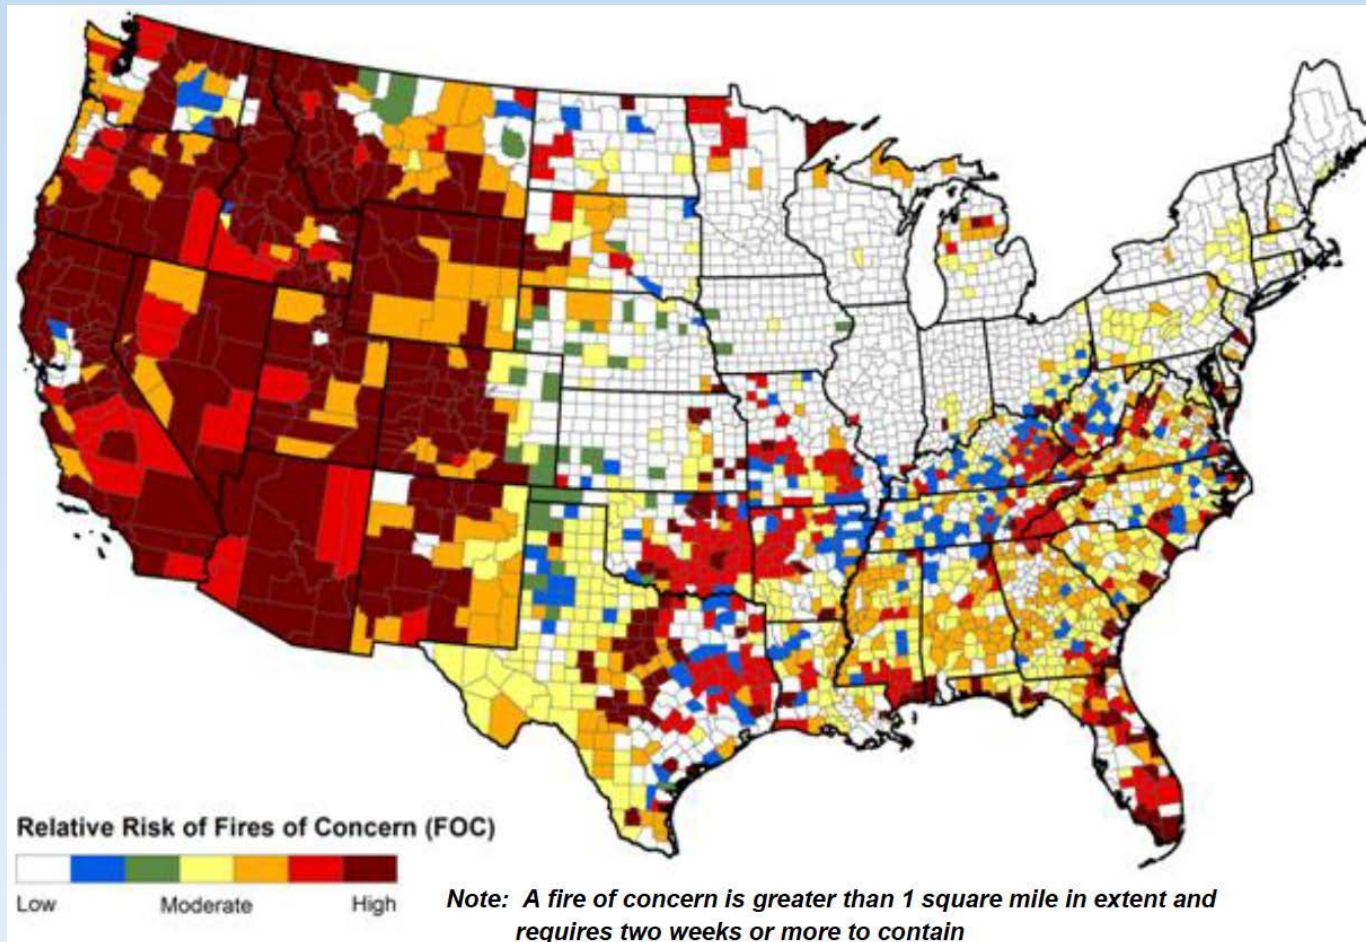 Relative Risk of Fires of Concern (FOC)
Low Moderate High
Note: A fire of concern is greater than 1 square mile in extent and
requires two weeks or more to contain